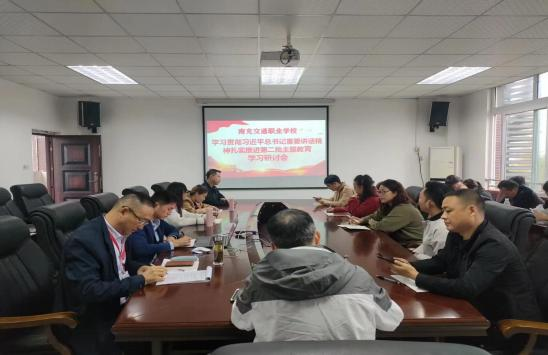 南充交通职业学校
学习贯彻习近平总书记重要讲话精
神扎实推进第二批主题教育
学习研讨会